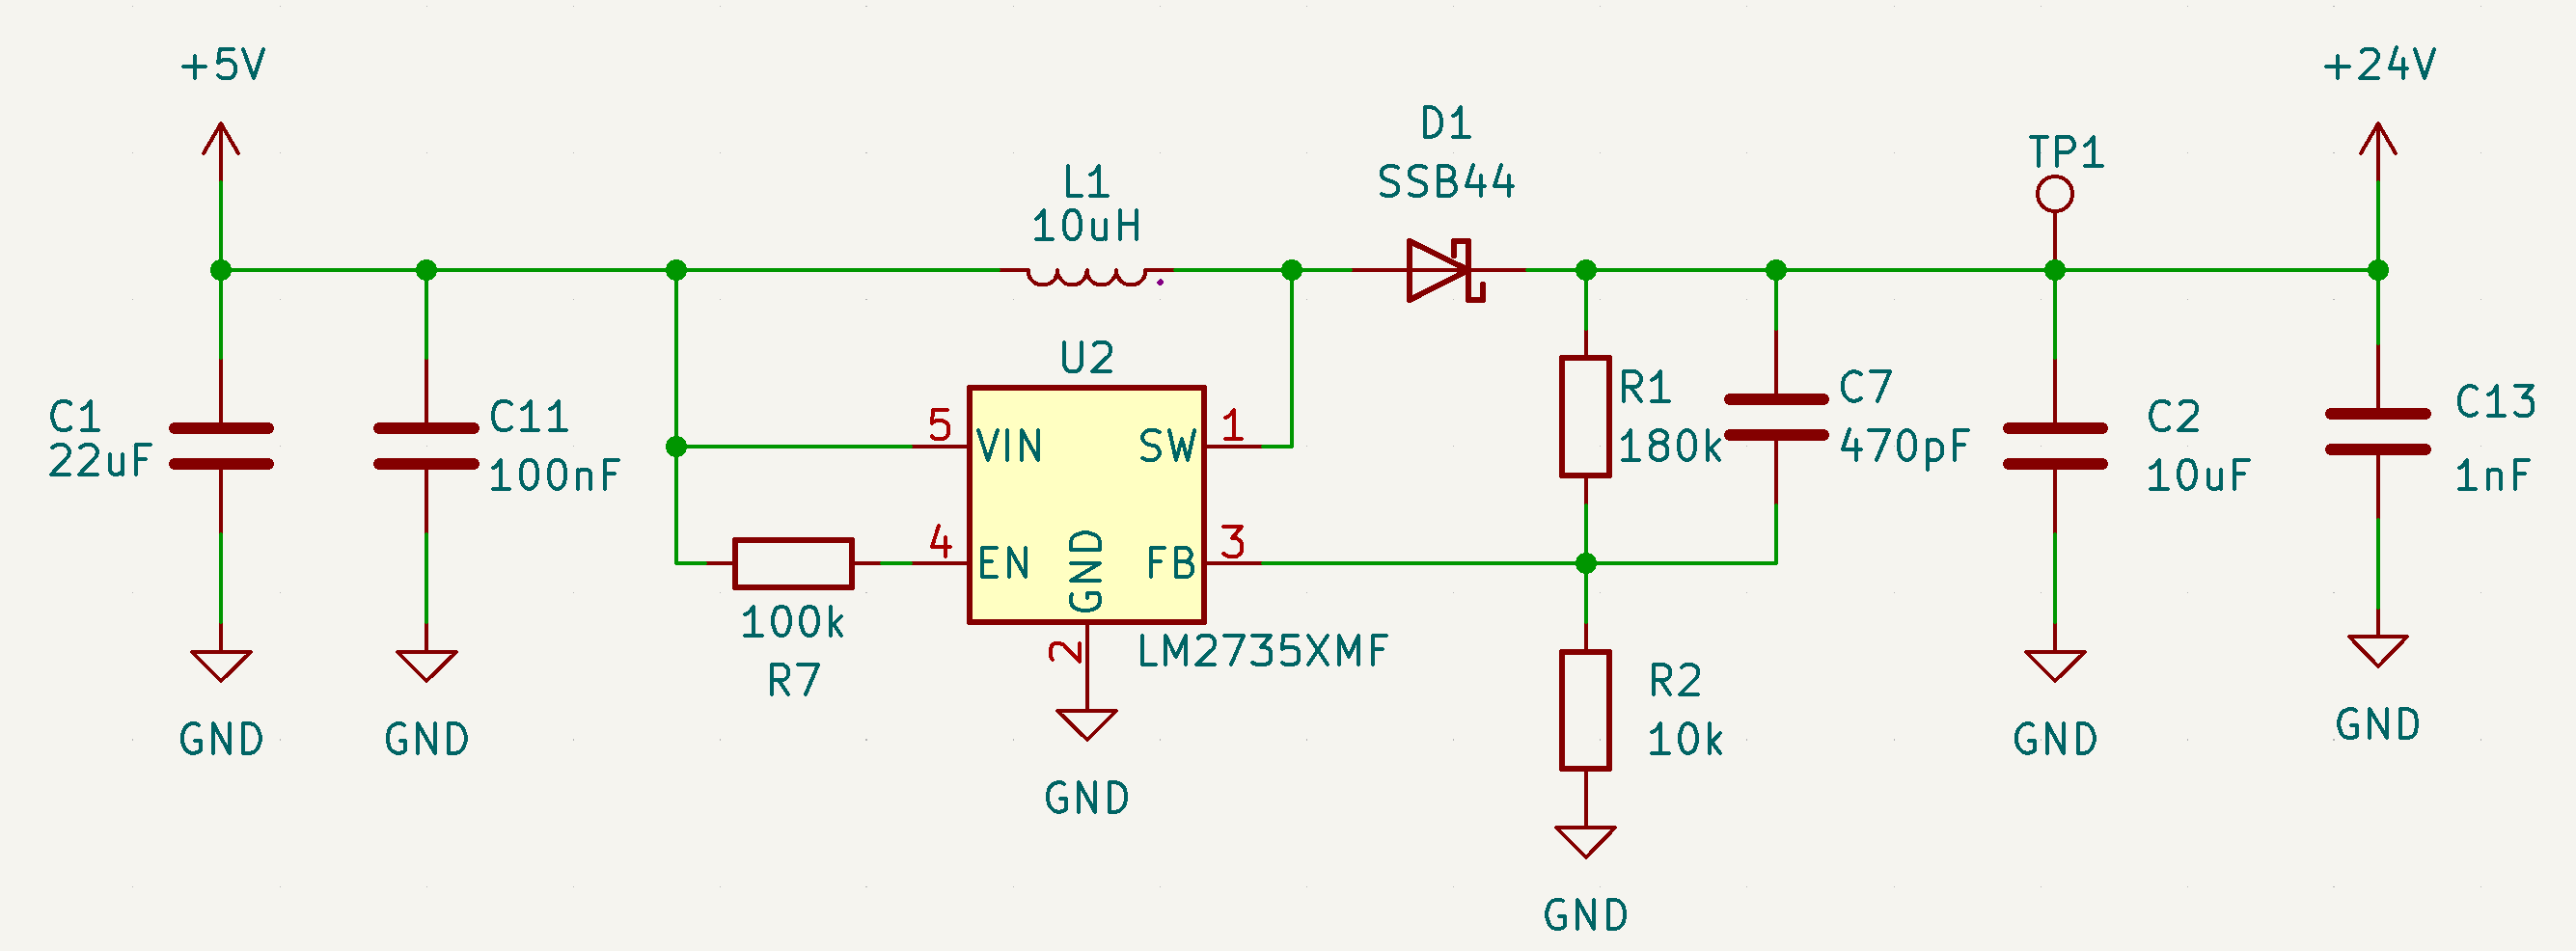 +5V
+24V
D1
SSB44
TP1
L1
10uH
U2
C1
22uF
C11
100nF
5
VIN
SW
1
4
EN
GND
FB
3
2
LM2735XMF
100k
R7
R1
180k
C7
470pF
C2
10uF
C13
1nF
R2
10k
GND
GND
GND
GND
GND
GND